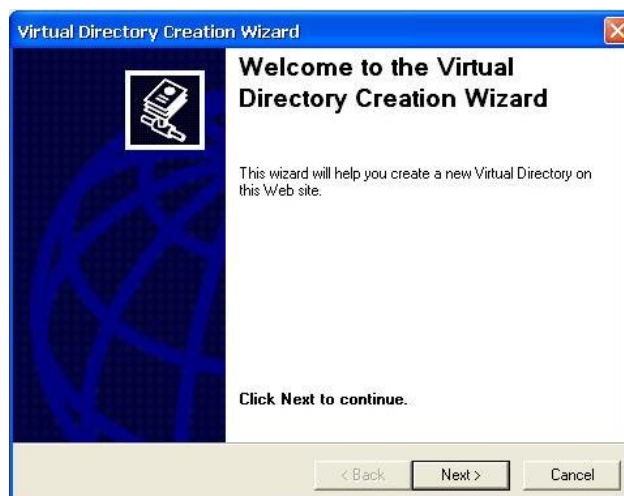 Virtual Directory Creation Wizard
Welcome to the Virtual
Directory Creation Wizard
This wizard will help you create a new Virtual Directory on
this Web site.
Click Next to continue.
< Back Next > Cancel